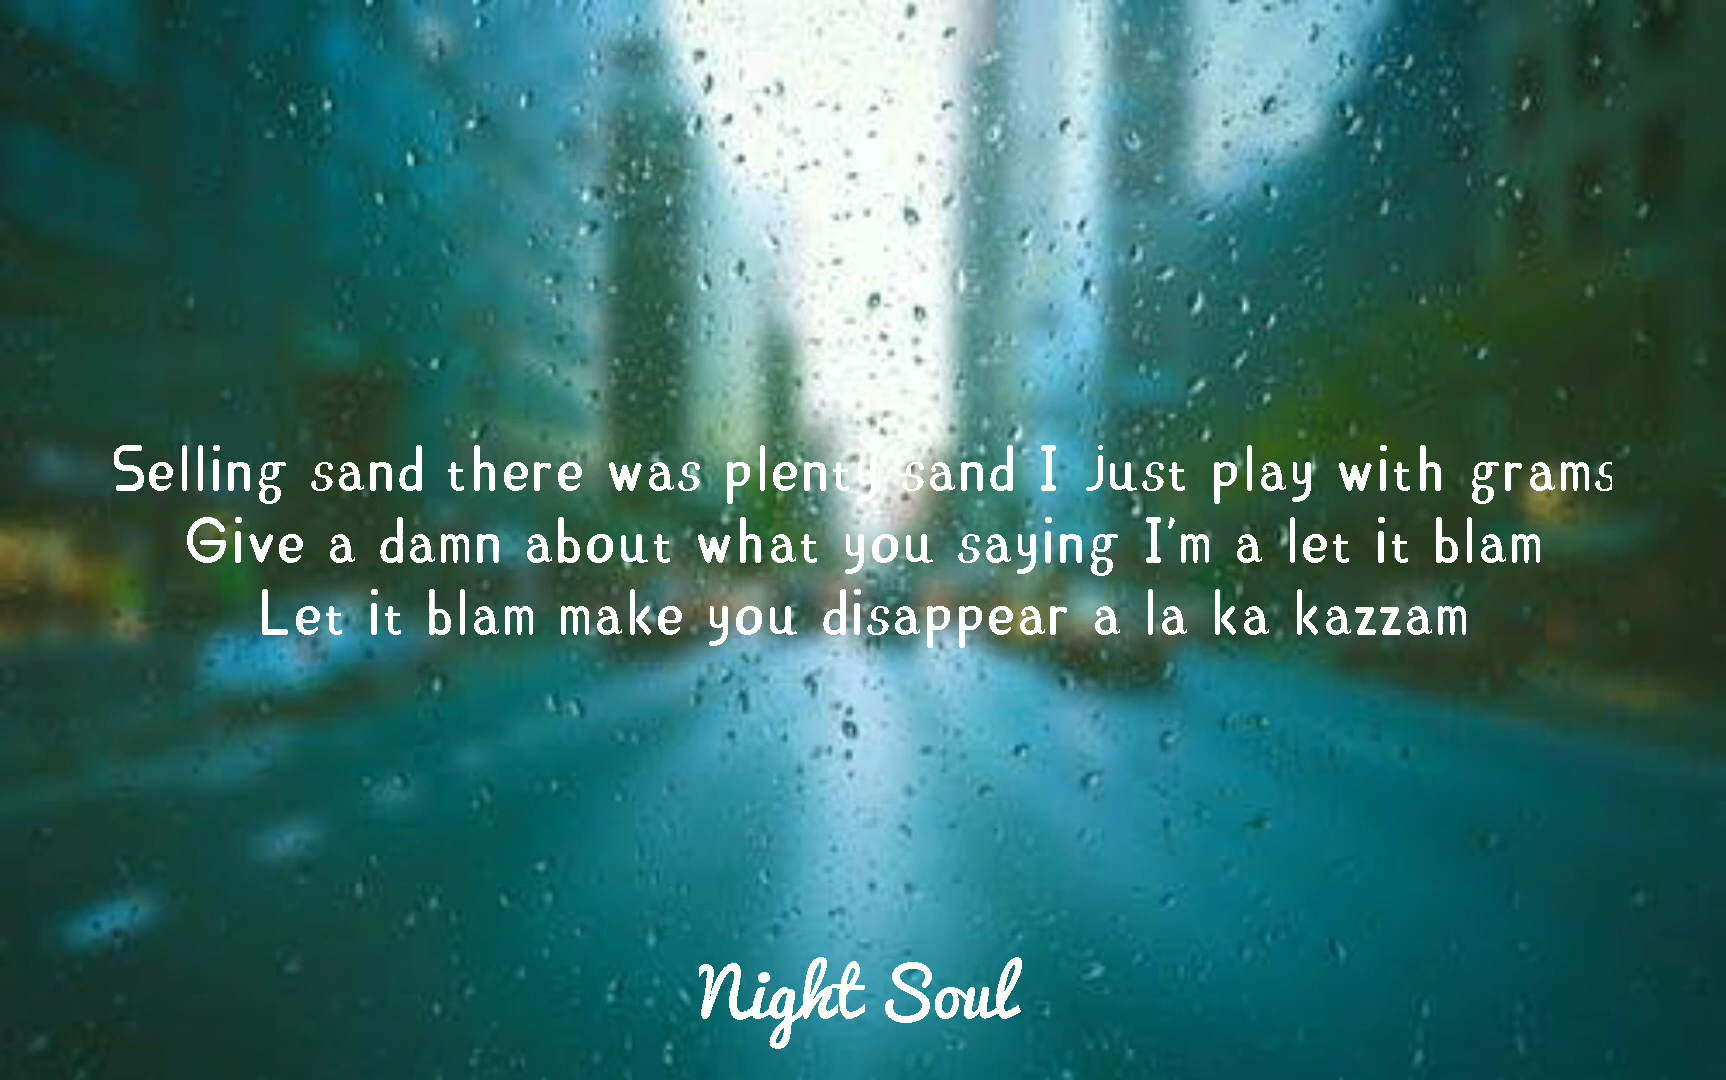 Selling sand there was plenty sand I just play with grams
Give a damn about what you saying I'm a let it blam
Let it blam make you disappear a la ka kazzam
Night Soul